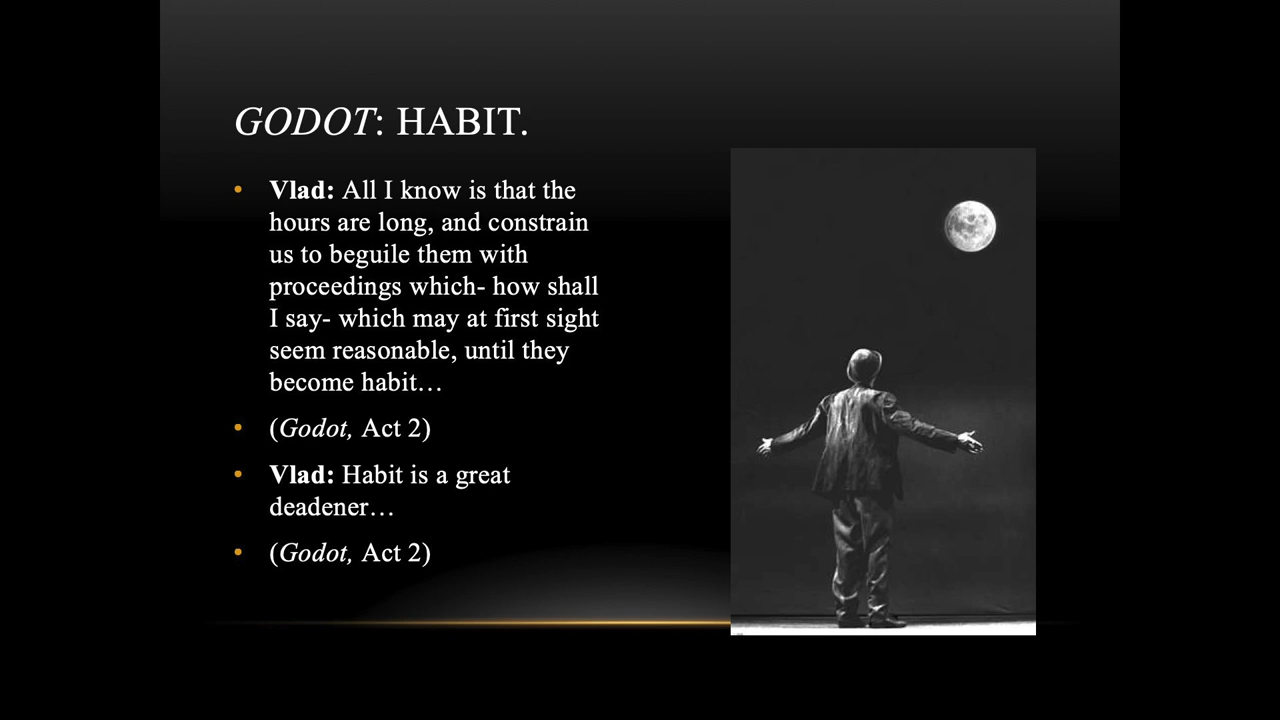 GODOT: HABIT.
• Vlad: All I know is that the
hours are long, and constrain
us to beguile them with
proceedings which- how shall
I say- which may at first sight
seem reasonable, until they
become habit…
• (Godot, Act 2)
• Vlad: Habit is a great
deadener…
• (Godot, Act 2)